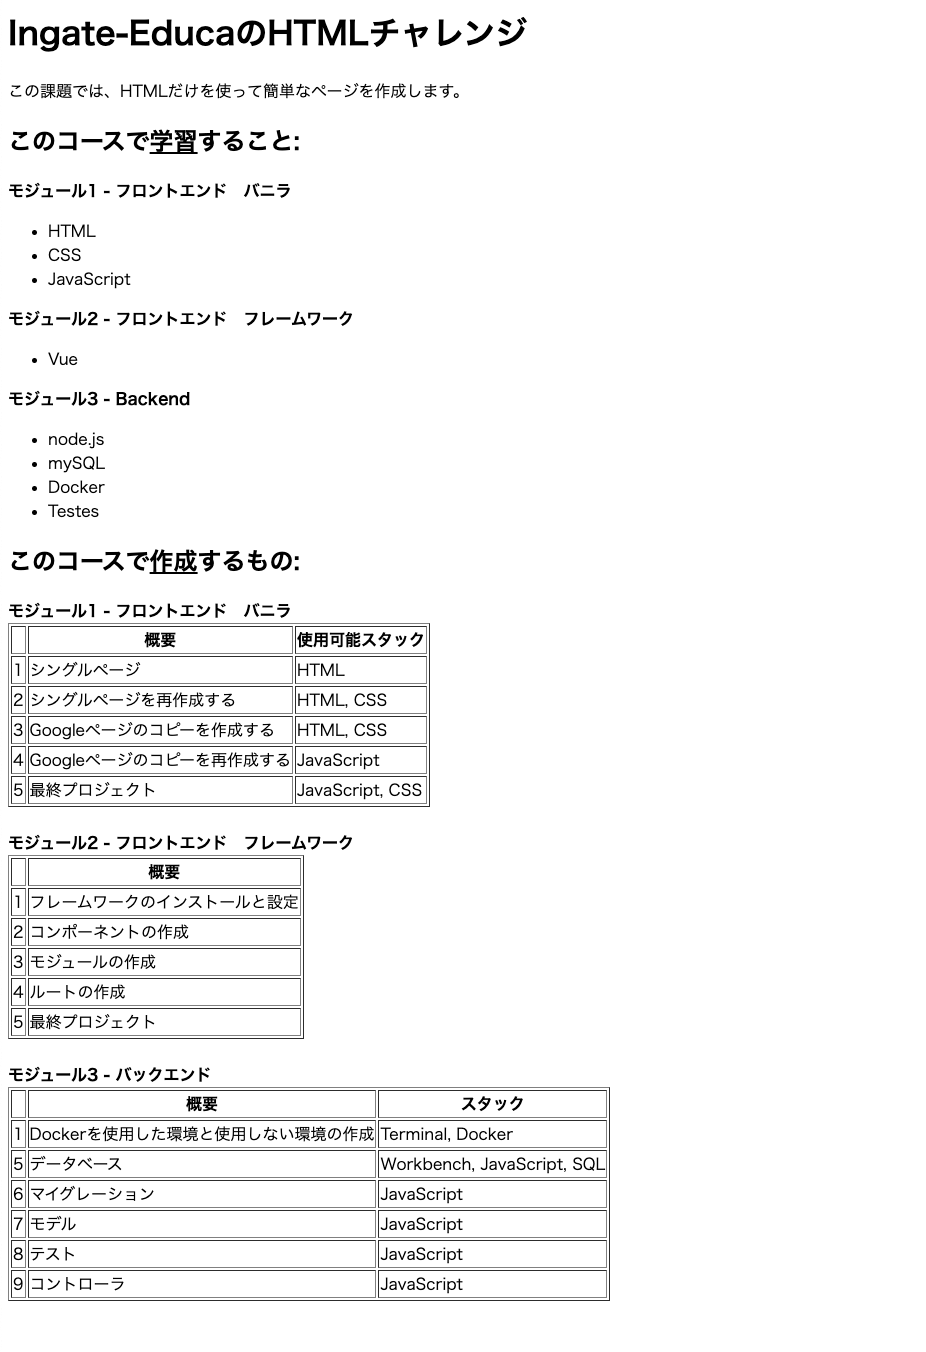 Ingate-EducaのHTMLチャレンジ
この課題では、HTMLだけを使って簡単なページを作成します。
このコースで学習すること:
モジュール1 - フロントエンド　バニラ
• HTML
• CSS
• JavaScript
モジュール2 - フロントエンド　フレームワーク
• Vue
モジュール3 - Backend
• node.js
• mySQL
• Docker
• Testes
このコースで作成するもの:
モジュール1 - フロントエンド　バニラ
概要 使用可能スタック
1 シングルページ HTML
2 シングルページを再作成する HTML, CSS
3 Googleページのコピーを作成する HTML, CSS
4 Googleページのコピーを再作成する JavaScript
5 最終プロジェクト JavaScript, CSS
モジュール2 - フロントエンド　フレームワーク
概要
1 フレームワークのインストールと設定
2 コンポーネントの作成
3 モジュールの作成
4 ルートの作成
5 最終プロジェクト
モジュール3 - バックエンド
概要 スタック
1 Dockerを使用した環境と使用しない環境の作成 Terminal, Docker
5 データベース Workbench, JavaScript, SQL
6 マイグレーション JavaScript
7 モデル JavaScript
8 テスト JavaScript
9 コントローラ JavaScript